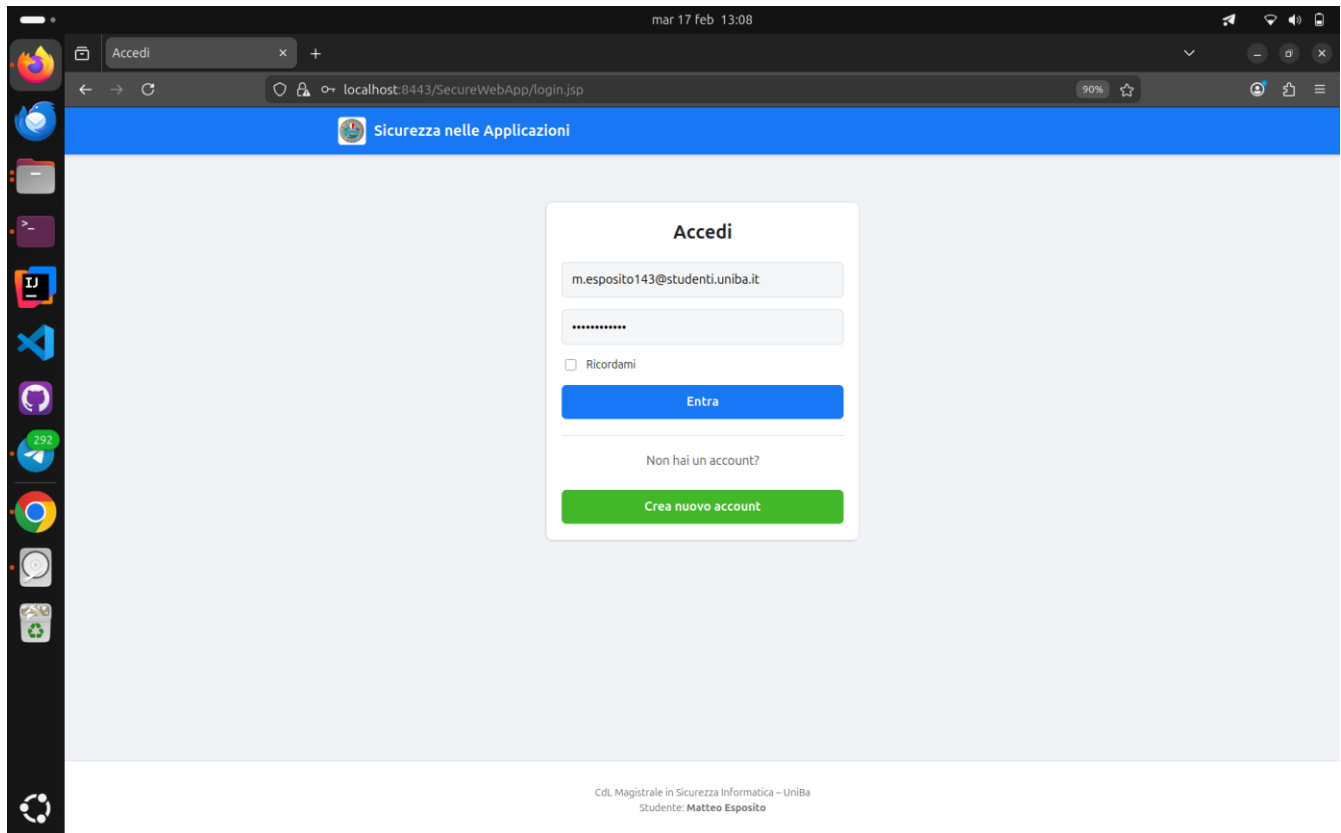 mar 17 feb 13:08
Accedi
localhost:8443/SecureWebApp/login.jsp
90%
Sicurezza nelle Applicazioni
Accedi
m.esposito143@studenti.uniba.it
••••••••••••
Ricordami
Entra
Non hai un account?
Crea nuovo account
292
CdL Magistrale in Sicurezza Informatica – UniBa
Studente: Matteo Esposito